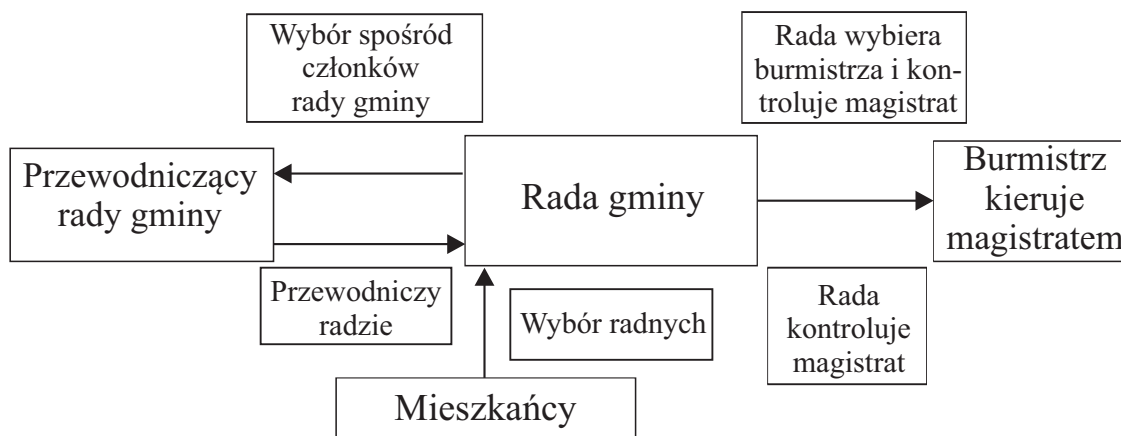 Wybór spośród
członków
rady gminy
Rada wybiera
burmistrza i kon-
troluje magistrat
Przewodniczący
rady gminy
Rada gminy
Burmistrz
kieruje
magistratem
Przewodniczy
radzie
Wybór radnych
Rada
kontroluje
magistrat
Mieszkańcy